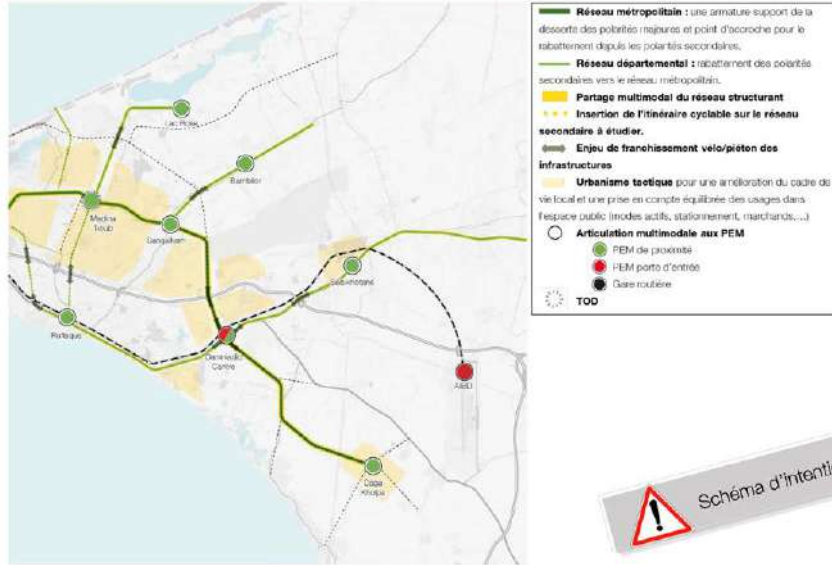 Lac Rose
Bambilor
Medina
Goub
Dangalkam
Sebikhotane
Rufisque
Diamniadio
Centre
AIBD
Daga
Kholpa
Réseau métropolitain : une armature support de la
desserte des polarités majeures et point d'accroche pour le
rabattement depuis les polarités secondaires.
Réseau départemental : rabattement des polarités
secondaires vers le réseau métropolitain.
Partage multimodal du réseau structurant
Insertion de l'itinéraire cyclable sur le réseau
secondaire à étudier.
Enjeu de franchissement vélo/piéton des
infrastructures
Urbanisme tactique pour une amélioration du cadre de
vie local et une prise en compte équilibrée des usages dans
l'espace public (modes actifs, stationnement, marchands,...)
Articulation multimodale aux PEM
PEM de proximité
PEM porte d'entrée
Gare routière
TOD
Schéma d'intentio